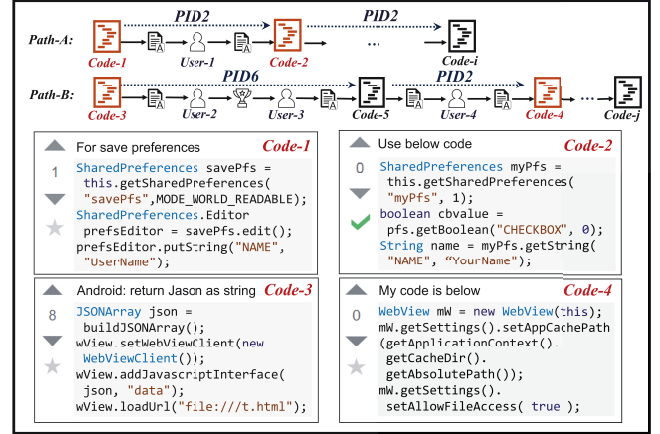 PID2 PID2
Path-A:
A A ...
Code-1 User-1 Code-2 Code-i
PID6 PID2
Path-B:
A A A A ...
Code-3 User-2 User-3 Code-5 User-4 Code-4 Code-j
For save preferences Code-1
1
SharedPreferences savePfs =
this.getSharedPreferences(
"savePfs",MODE_WORLD_READABLE);
SharedPreferences.Editor
prefsEditor = savePfs.edit();
prefsEditor.putString("NAME",
"UserName");
Use below code Code-2
0
SharedPreferences myPfs =
this.getSharedPreferences(
"myPfs", 1);
boolean cbvalue =
pfs.getBoolean("CHECKBOX", 0);
String name = myPfs.getString(
"NAME", "YourName");
Android: return Jason as string Code-3
8
JSONArray json =
buildJSONArray();
wView.setWebViewClient(new
WebViewClient());
wView.addJavascriptInterface(
json, "data");
wView.loadUrl("file:///t.html");
My code is below Code-4
0
WebView mW = new WebView(this);
mW.getSettings().setAppCachePath
(getApplicationContext().
getCacheDir().
getAbsolutePath());
mW.getSettings().
setAllowFileAccess( true );